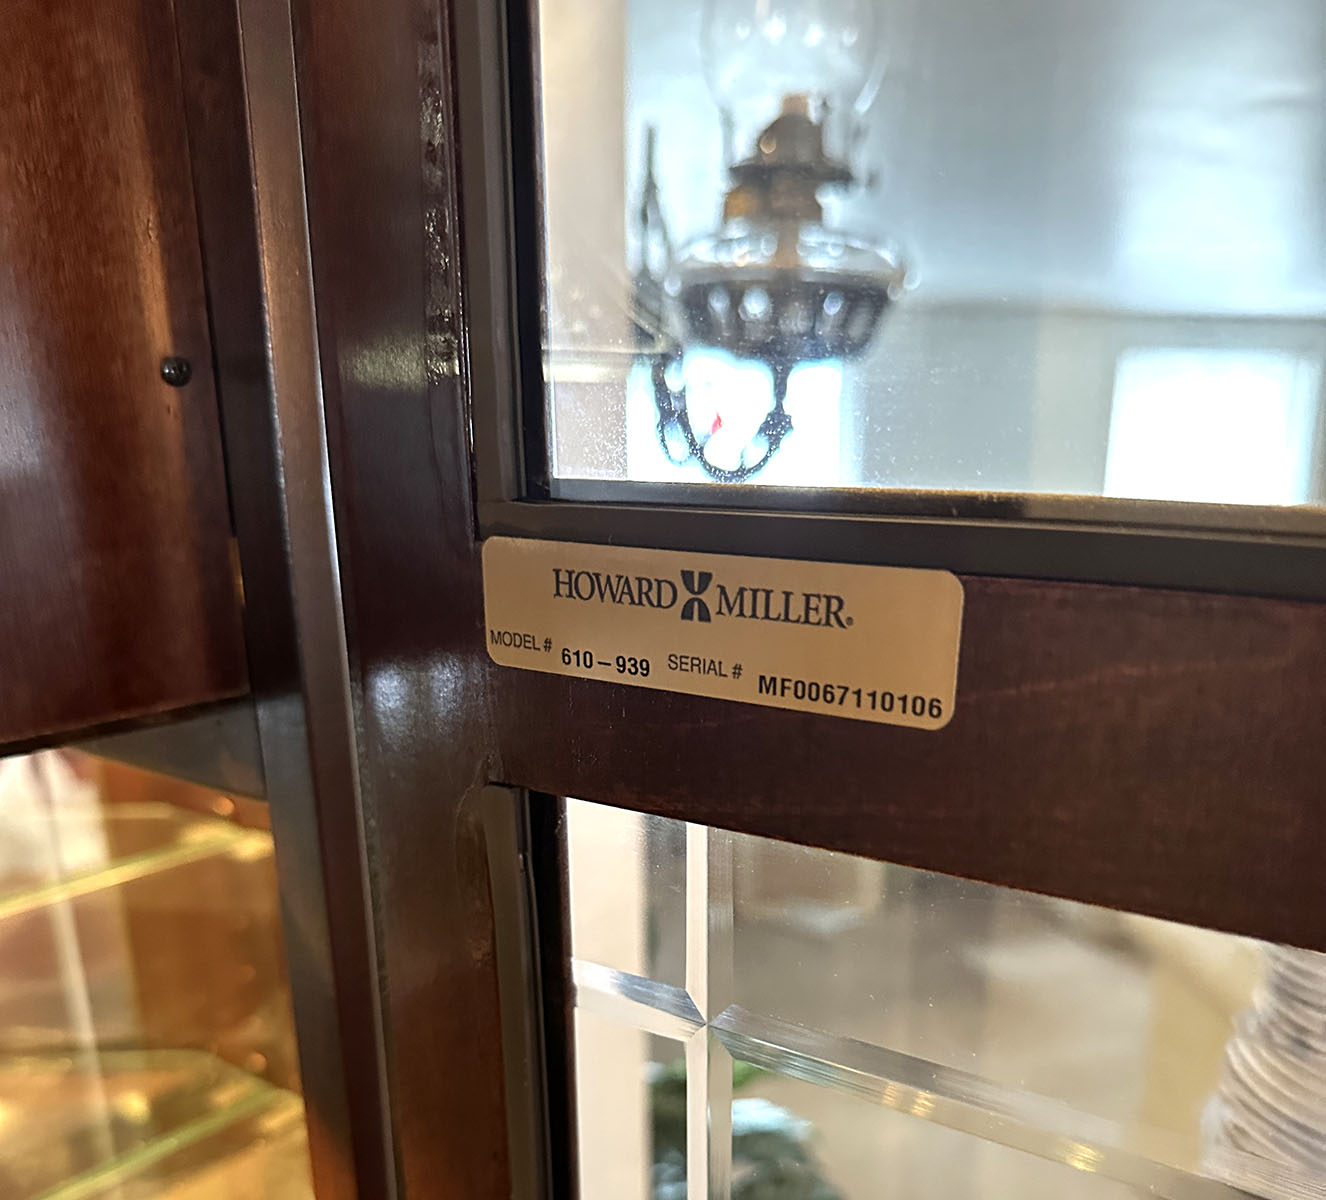 HOWARD MILLER®
MODEL # 610-939 SERIAL # MF0067110106